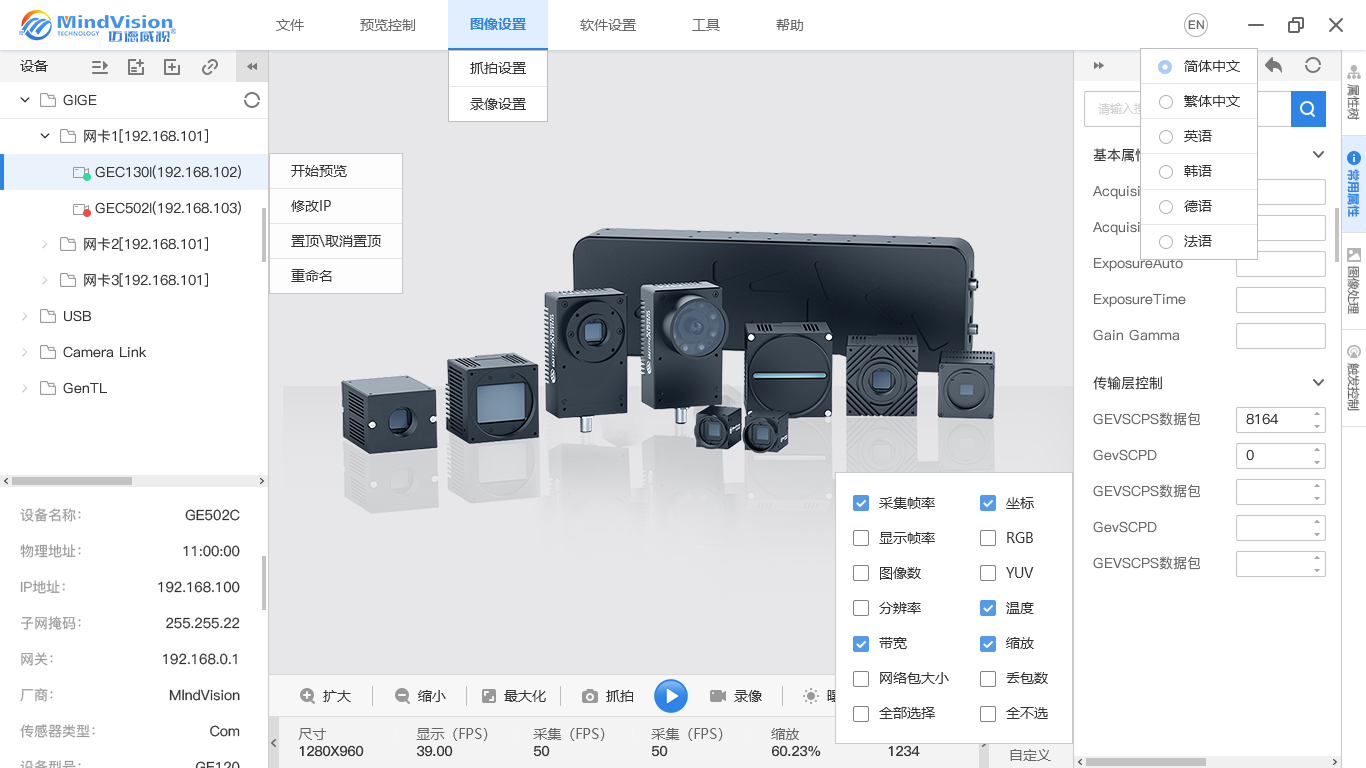 MindVision
TECHNOLOGY 迈德威视
文件
预览控制
图像设置
软件设置
工具
帮助
EN
设备
抓拍设置
录像设置
简体中文
繁体中文
英语
韩语
德语
法语
GIGE
网卡1[192.168.101]
GEC130I(192.168.102)
GEC502I(192.168.103)
网卡2[192.168.101]
网卡3[192.168.101]
USB
Camera Link
GenTL
开始预览
修改IP
置顶\取消置顶
重命名
请输入
基本属
Acquisi
Acquisi
ExposureAuto
ExposureTime
Gain Gamma
传输层控制
GEVSCPS数据包
8164
GevSCPD
0
GEVSCPS数据包
GevSCPD
GEVSCPS数据包
属性树
常用属性
图像处理
触发控制
设备名称：
GE502C
物理地址：
11:00:00
IP地址：
192.168.100
子网掩码：
255.255.22
网关：
192.168.0.1
厂商：
MIndVision
传感器类型：
Com
设备型号：
GE120
采集帧率
坐标
显示帧率
RGB
图像数
YUV
分辨率
温度
带宽
缩放
网络包大小
丢包数
全部选择
全不选
扩大
缩小
最大化
抓拍
录像
尺寸
1280X960
显示（FPS）
39.00
采集（FPS）
50
采集（FPS）
50
缩放
60.23%
1234
自定义